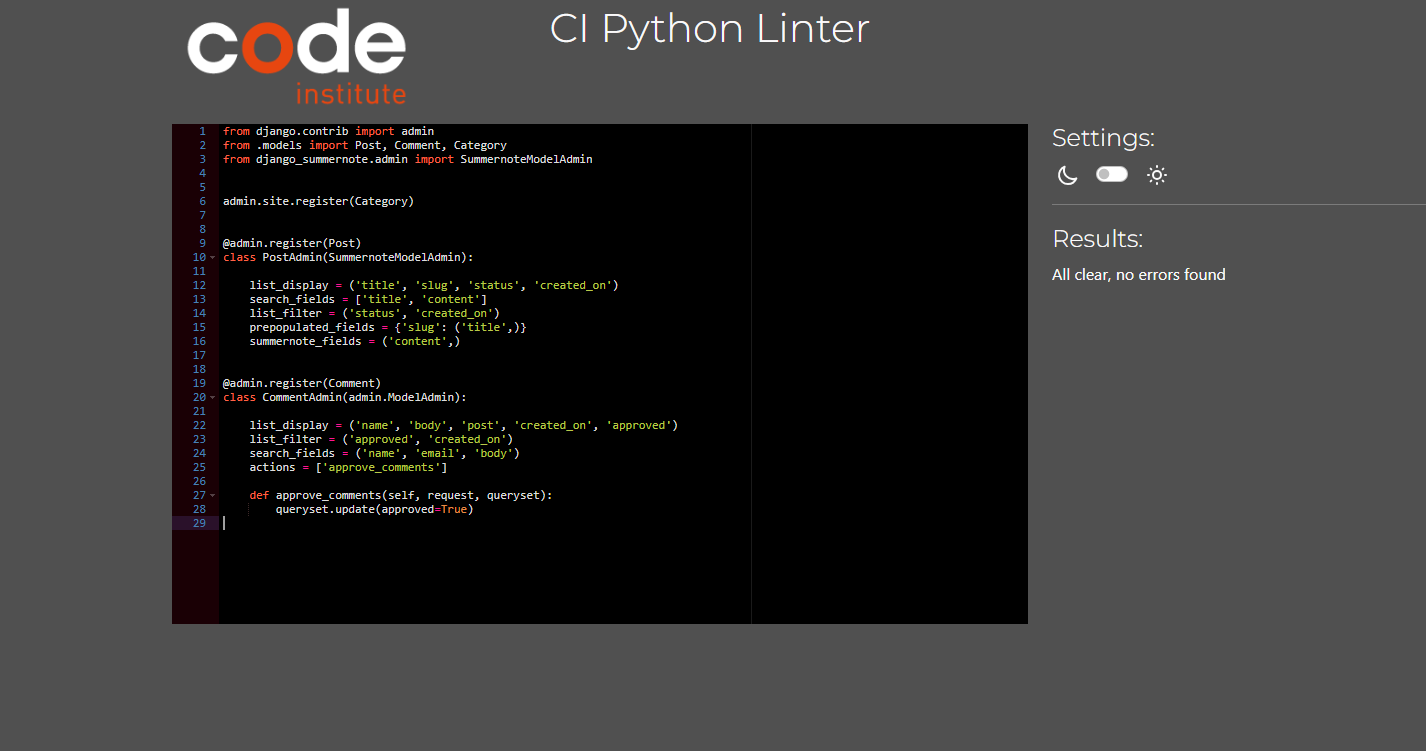 code
institute
CI Python Linter
1 from django.contrib import admin
2 from .models import Post, Comment, Category
3 from django_summernote.admin import SummernoteModelAdmin
4
5
6 admin.site.register(Category)
7
8
9 @admin.register(Post)
10 class PostAdmin(SummernoteModelAdmin):
11
12     list_display = ('title', 'slug', 'status', 'created_on')
13     search_fields = ['title', 'content']
14     list_filter = ('status', 'created_on')
15     prepopulated_fields = {'slug': ('title',)}
16     summernote_fields = ('content',)
17
18
19 @admin.register(Comment)
20 class CommentAdmin(admin.ModelAdmin):
21
22     list_display = ('name', 'body', 'post', 'created_on', 'approved')
23     list_filter = ('approved', 'created_on')
24     search_fields = ('name', 'email', 'body')
25     actions = ['approve_comments']
26
27     def approve_comments(self, request, queryset):
28         queryset.update(approved=True)
29
Settings:
Results:
All clear, no errors found